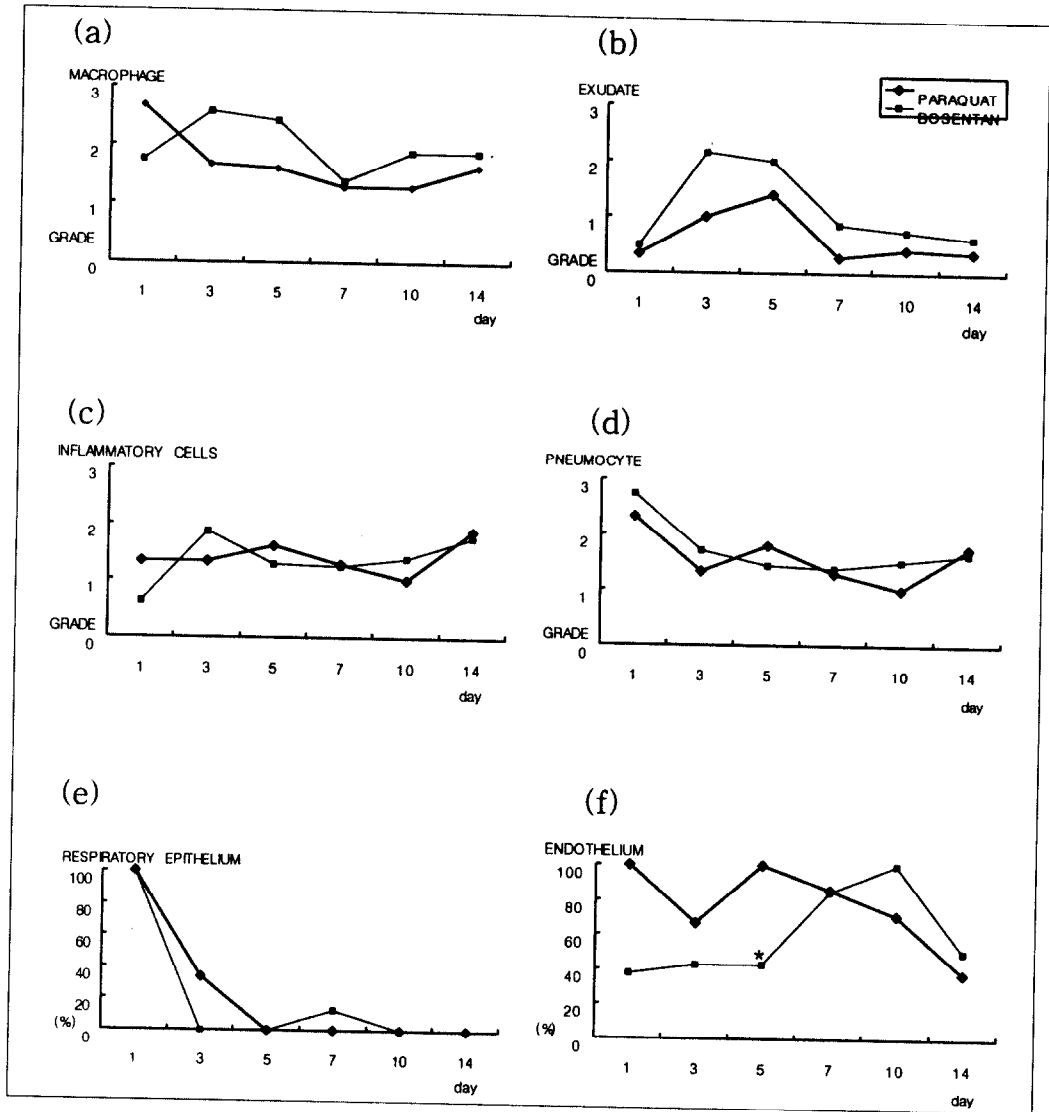 (a)
MACROPHAGE
3
2
1
GRADE
0
1 3 5 7 10 14
day
(b)
EXUDATE
3
2
1
GRADE
0
1 3 5 7 10 14
day
PARAQUAT
BOSENTAN
(c)
INFLAMMATORY CELLS
3
2
1
GRADE
0
1 3 5 7 10 14
day
(d)
PNEUMOCYTE
3
2
1
GRADE
0
1 3 5 7 10 14
day
(e)
RESPIRATORY EPITHELIUM
100
80
60
40
20
(%)
0
1 3 5 7 10 14
day
(f)
ENDOTHELIUM
100
80
60
40
20
(%)
0
*
1 3 5 7 10 14
day